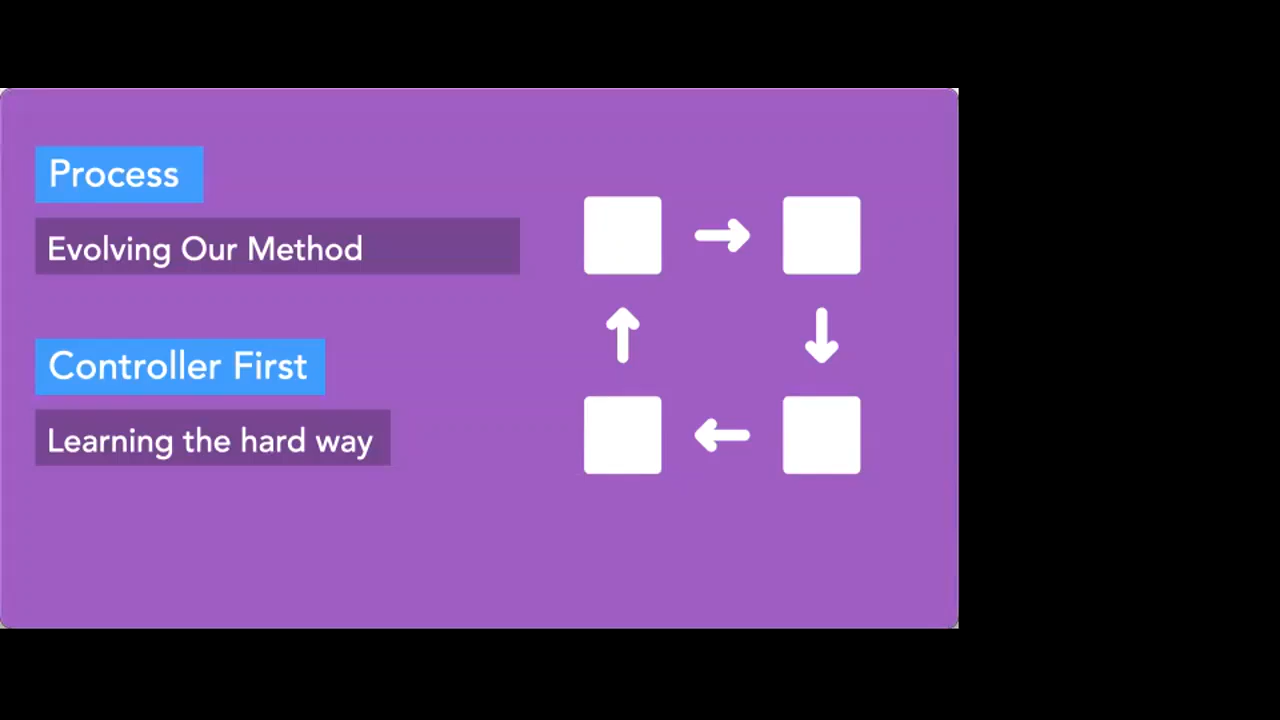 Process
Evolving Our Method
Controller First
Learning the hard way